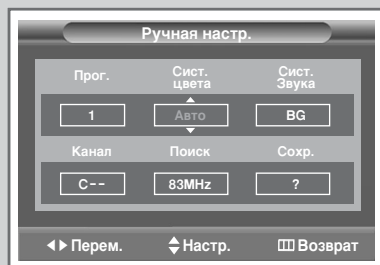 Ручная настр.
Прог. Сист. цвета Сист. Звука
1 Авто BG
Канал Поиск Сохр.
C-- 83MHz ?
Перем. Настр. Возврат